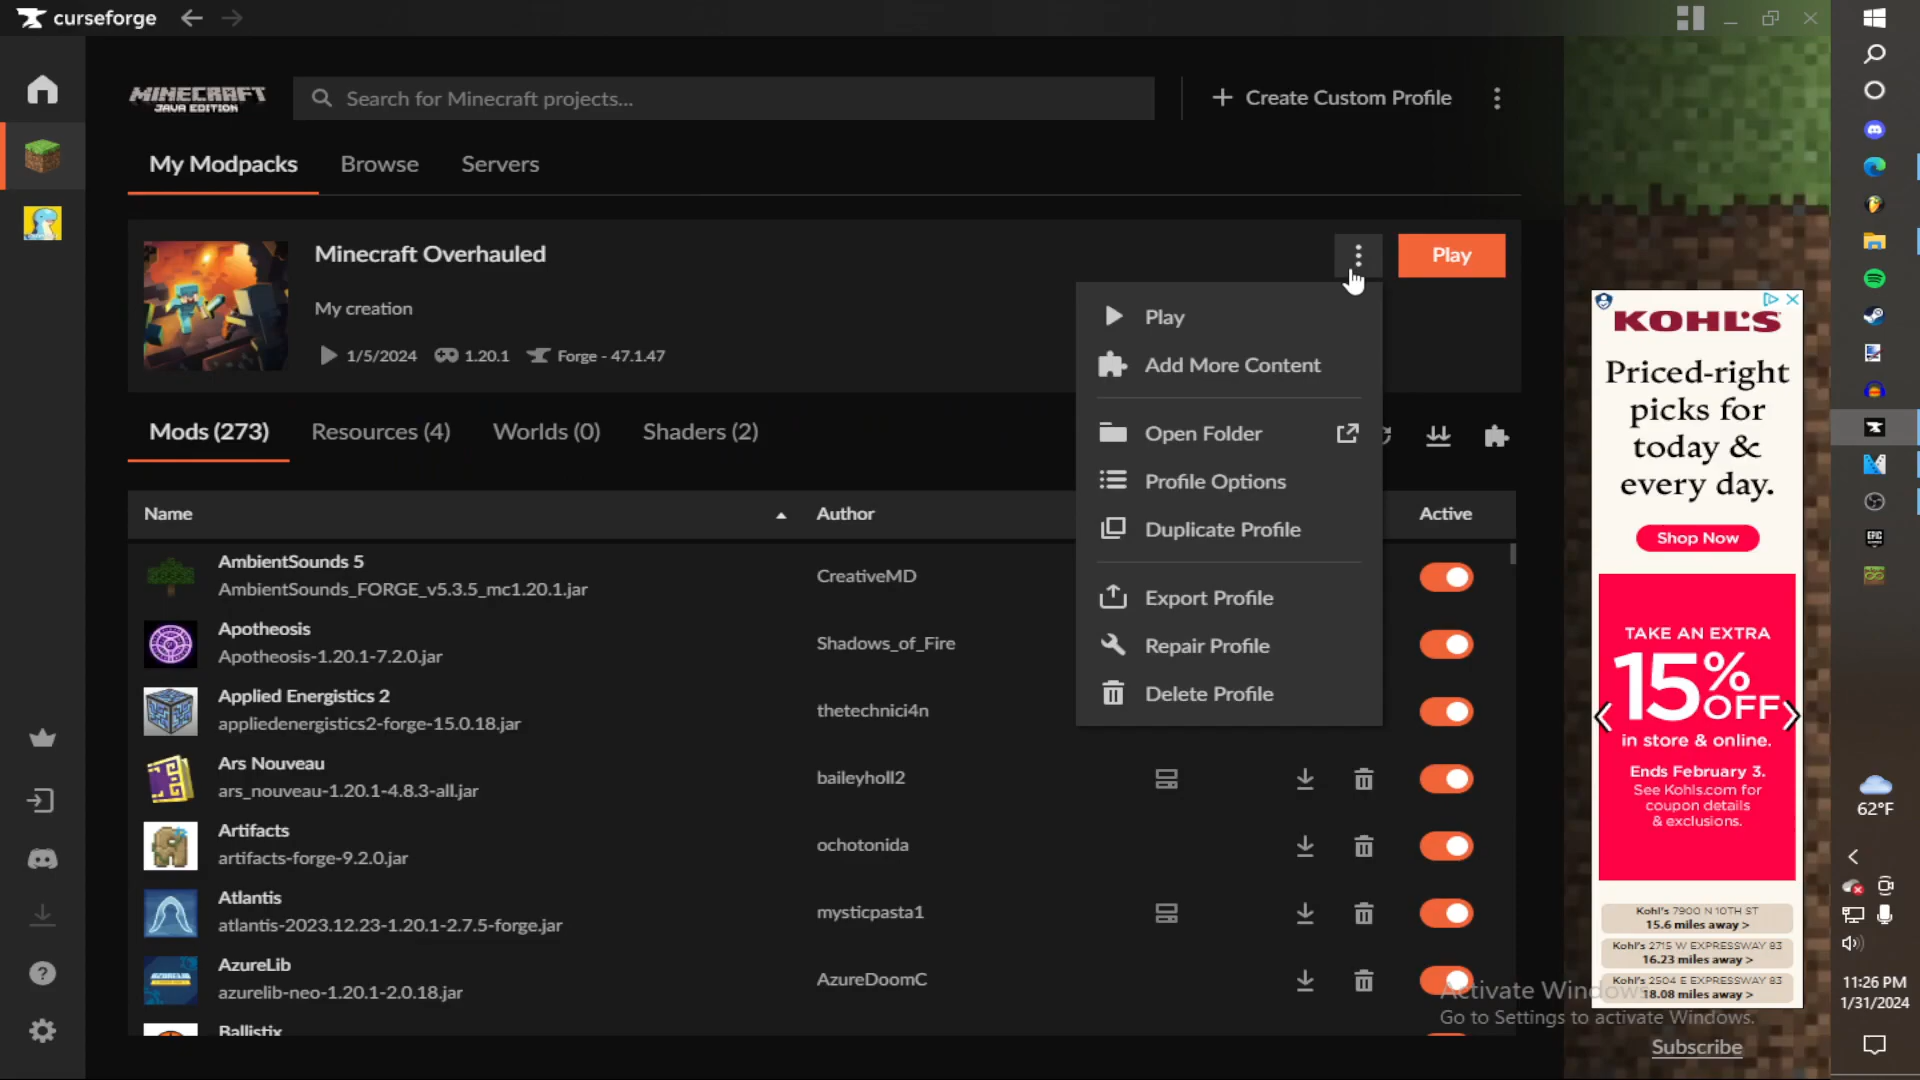 curseforge
MINECRAFT
JAVA EDITION
Search for Minecraft projects...
Create Custom Profile
My Modpacks
Browse
Servers
Minecraft Overhauled
My creation
1/5/2024
1.20.1
Forge - 47.1.47
Play
Play
Add More Content
Open Folder
Profile Options
Duplicate Profile
Export Profile
Repair Profile
Delete Profile
Mods (273)
Resources (4)
Worlds (0)
Shaders (2)
Name
Author
Active
AmbientSounds 5
AmbientSounds_FORGE_v5.3.5_mc1.20.1.jar
CreativeMD
Apotheosis
Apotheosis-1.20.1-7.2.0.jar
Shadows_of_Fire
Applied Energistics 2
appliedenergistics2-forge-15.0.18.jar
thetechnici4n
Ars Nouveau
ars_nouveau-1.20.1-4.8.3-all.jar
baileyholl2
Artifacts
artifacts-forge-9.2.0.jar
ochotonida
Atlantis
atlantis-2023.12.23-1.20.1-2.7.5-forge.jar
mysticpasta1
AzureLib
azurelib-neo-1.20.1-2.0.18.jar
AzureDoomC
Ballistix
KOHL'S
Priced-right
picks for
today &
every day.
Shop Now
TAKE AN EXTRA
15% OFF
in store & online.
Ends February 3.
See Kohls.com for
coupon details
& exclusions.
Kohl's 7900 N 10TH ST
15.6 miles away >
Kohl's 2715 W EXPRESSWAY 83
16.23 miles away >
Kohl's 2504 E EXPRESSWAY 83
18.08 miles away >
Activate Windows
Go to Settings to activate Windows.
Subscribe
EPIC
62°F
11:26 PM
1/31/2024